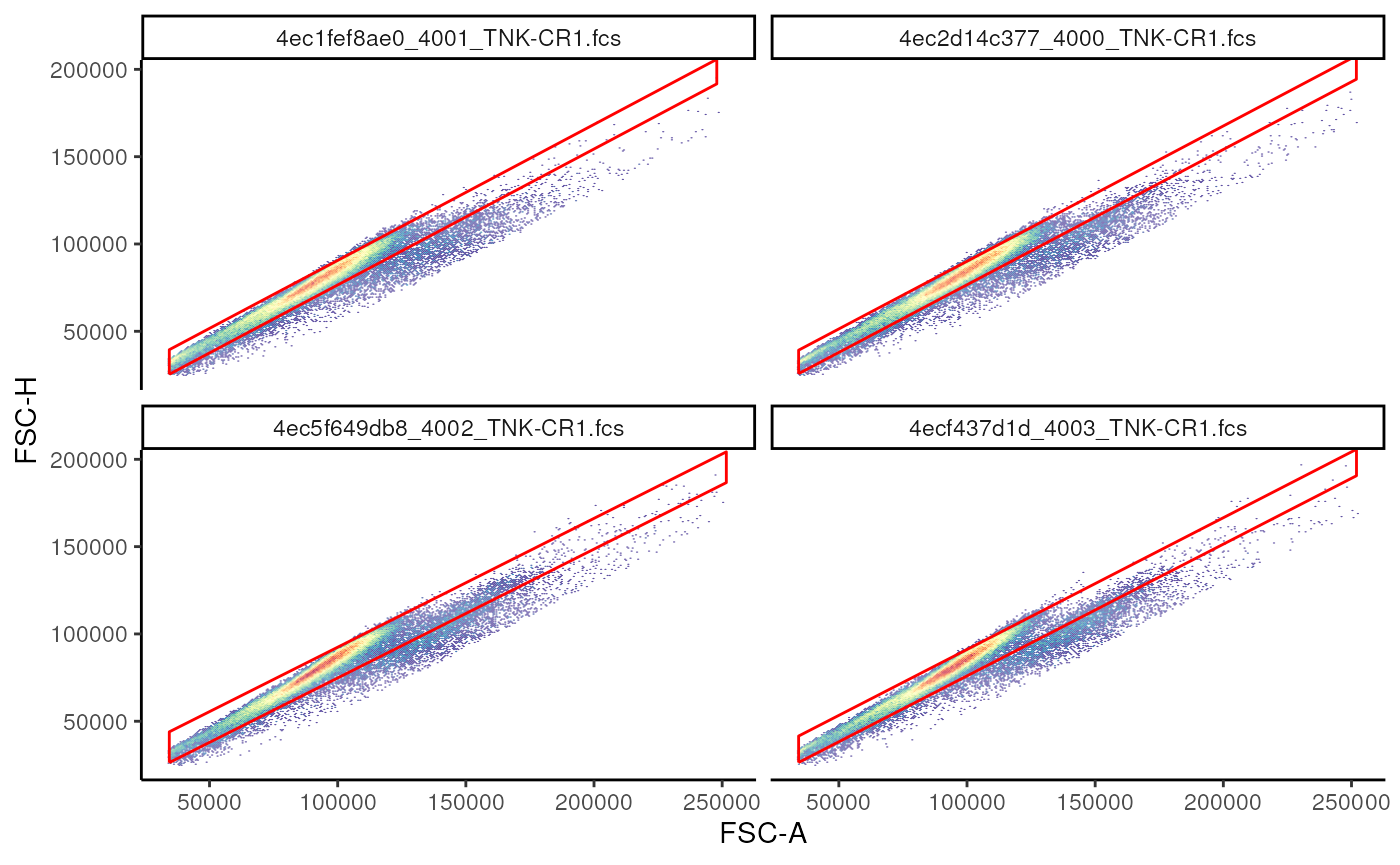 4ec1fef8ae0_4001_TNK-CR1.fcs
4ec2d14c377_4000_TNK-CR1.fcs
200000
150000
100000
50000
FSC-H
4ec5f649db8_4002_TNK-CR1.fcs
4ecf437d1d_4003_TNK-CR1.fcs
200000
150000
100000
50000
50000 100000 150000 200000 250000
50000 100000 150000 200000 250000
FSC-A